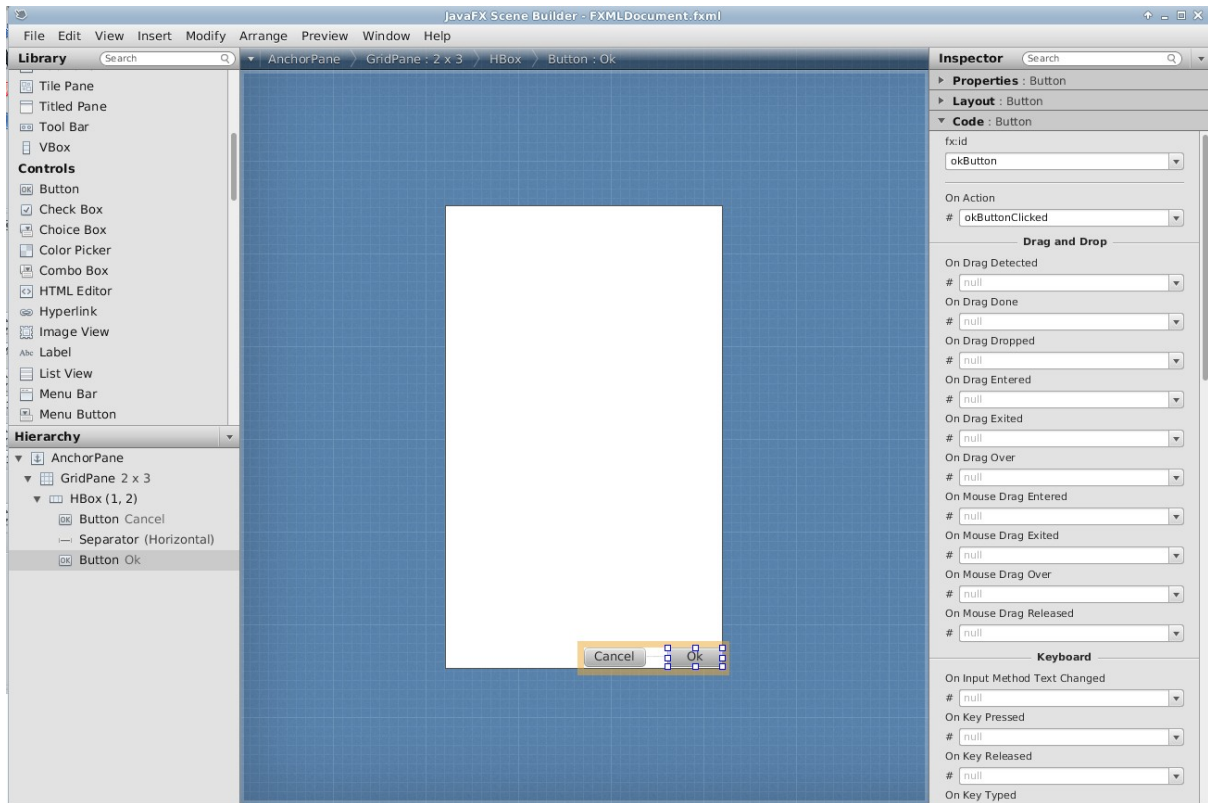 JavaFX Scene Builder - FXMLDocument.fxml
File Edit View Insert Modify Arrange Preview Window Help
Library
Search
Tile Pane
Titled Pane
Tool Bar
VBox
Controls
OK Button
Check Box
Choice Box
Color Picker
Combo Box
HTML Editor
Hyperlink
Image View
Abc Label
List View
Menu Bar
Menu Button
Hierarchy
AnchorPane
GridPane 2 x 3
HBox (1, 2)
OK Button Cancel
Separator (Horizontal)
OK Button Ok
AnchorPane GridPane : 2 x 3 HBox Button : Ok
Cancel
Ok
Inspector
Search
Properties : Button
Layout : Button
Code : Button
fx:id
okButton
On Action
# okButtonClicked
Drag and Drop
On Drag Detected
# null
On Drag Done
# null
On Drag Dropped
# null
On Drag Entered
# null
On Drag Exited
# null
On Drag Over
# null
On Mouse Drag Entered
# null
On Mouse Drag Exited
# null
On Mouse Drag Over
# null
On Mouse Drag Released
# null
Keyboard
On Input Method Text Changed
# null
On Key Pressed
# null
On Key Released
# null
On Key Typed